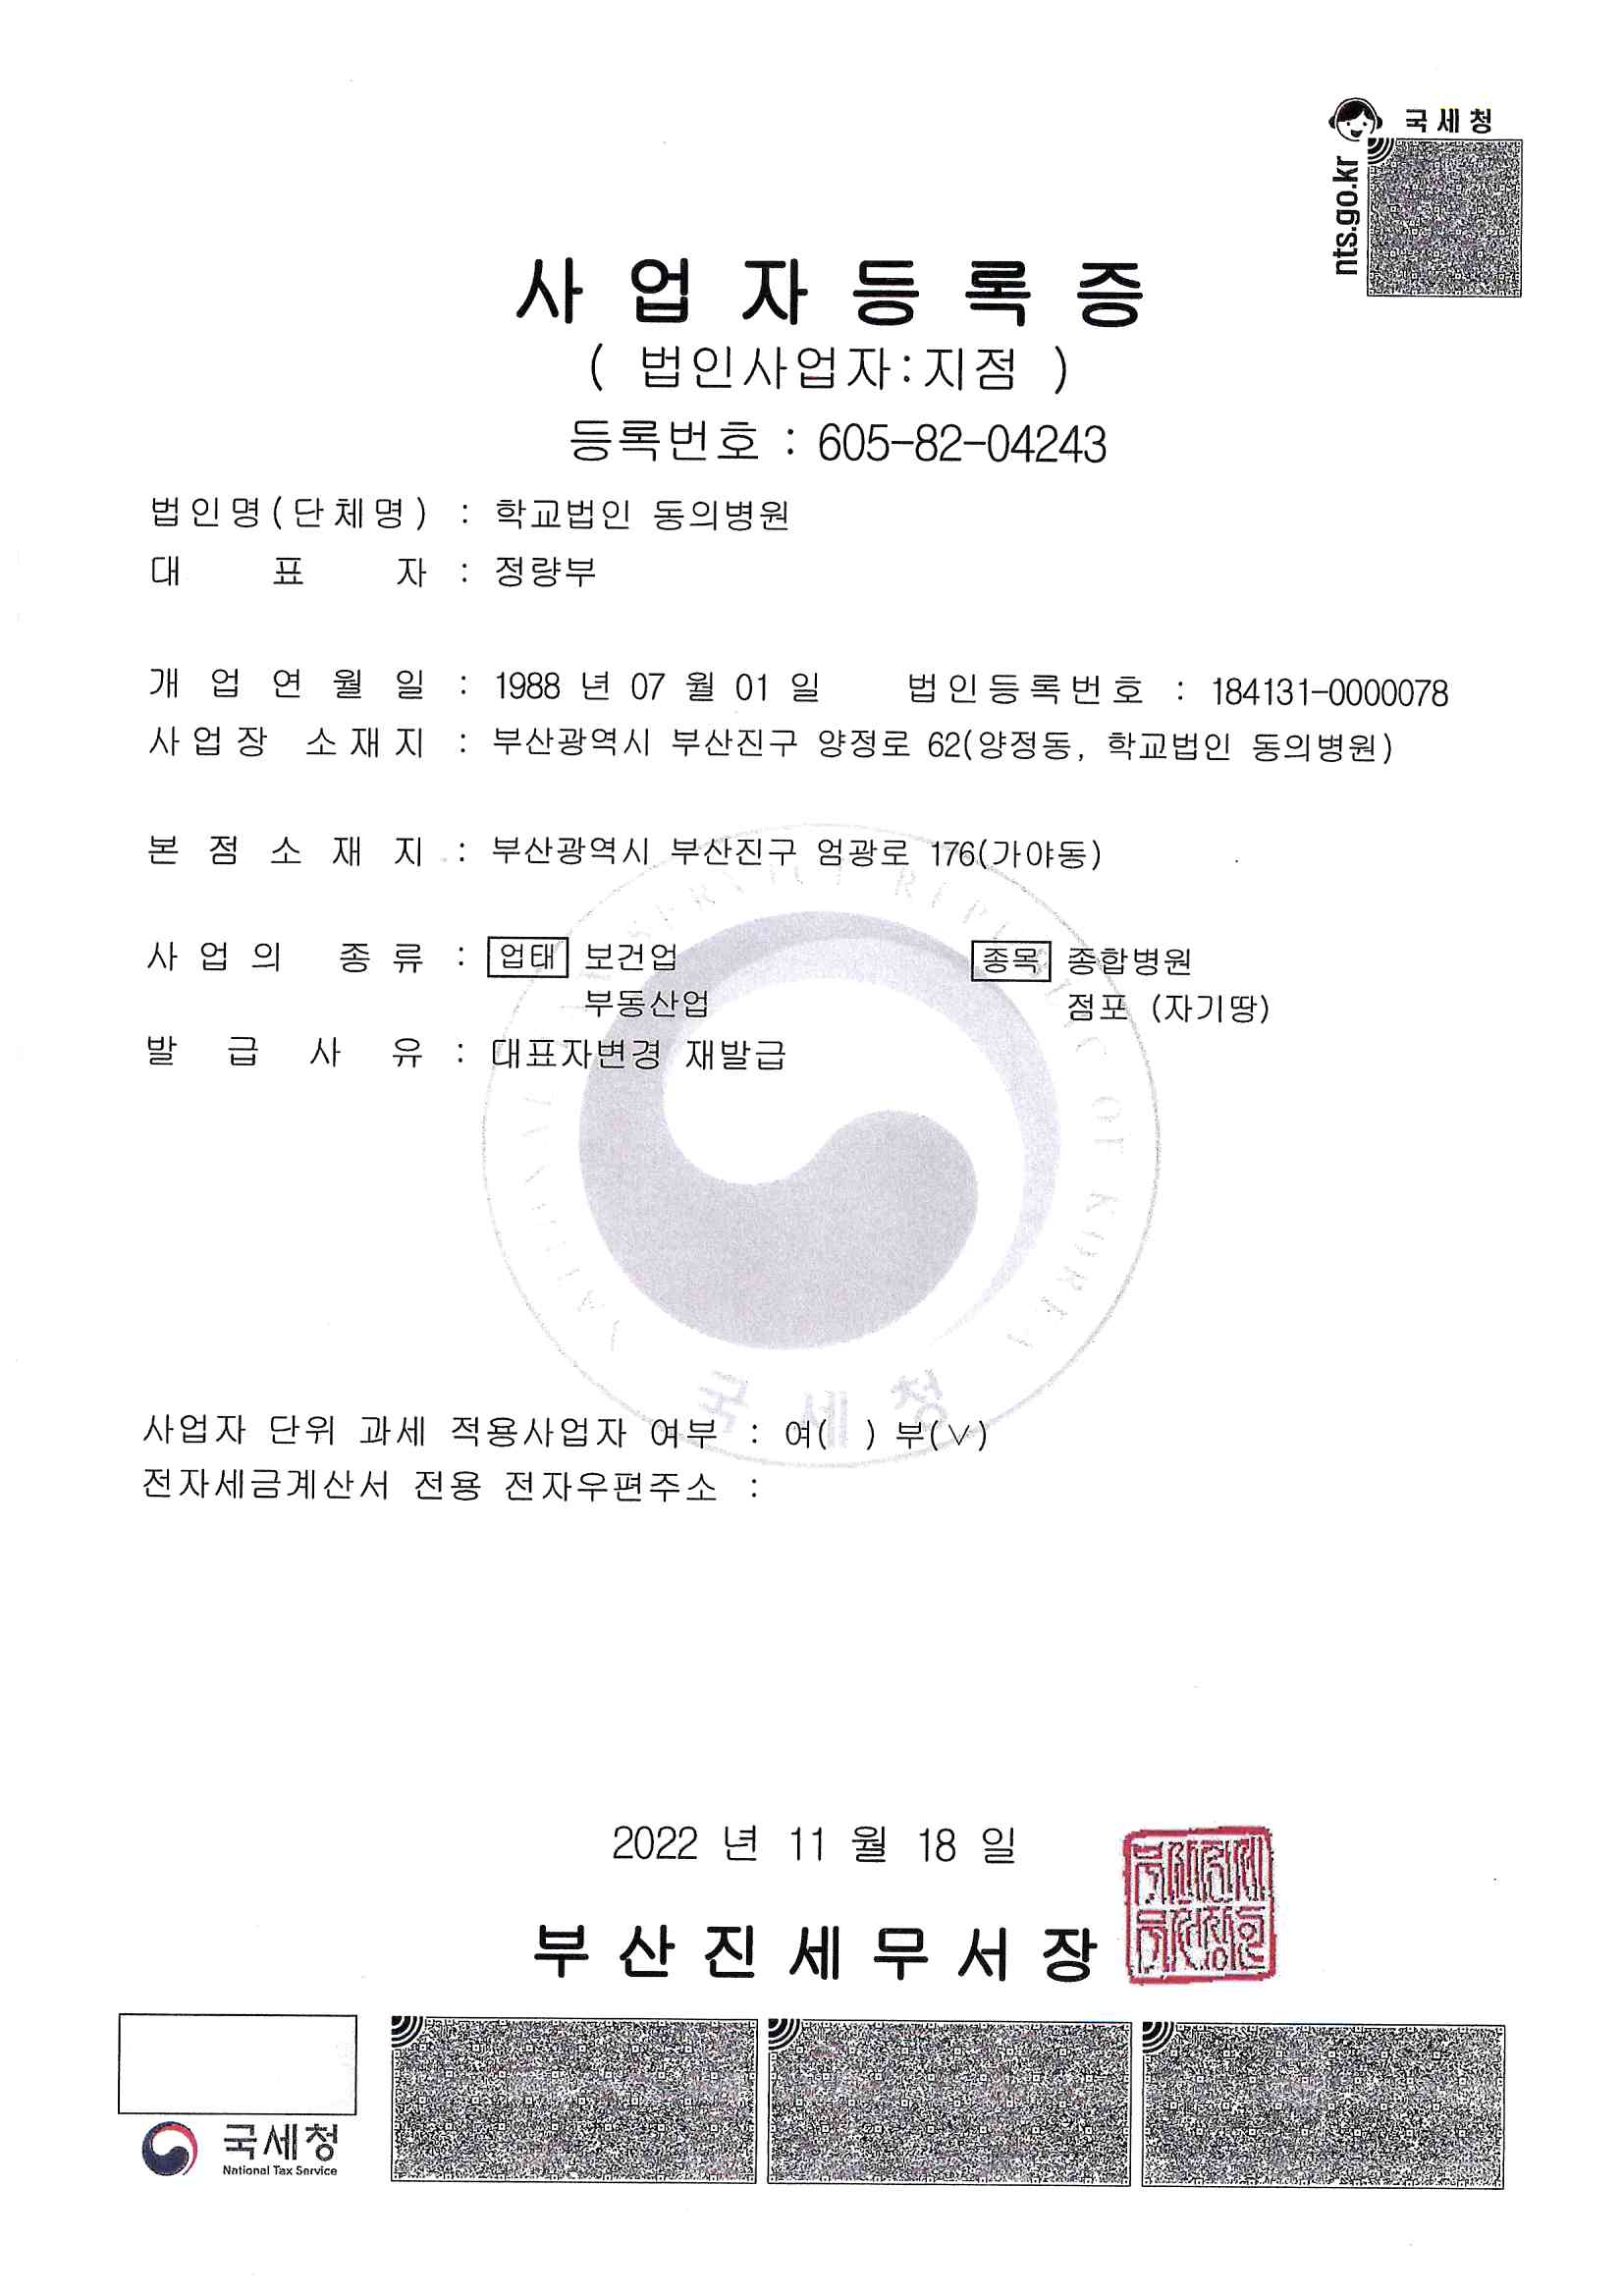 국세청
nts.go.kr
사업자등록증
( 법인사업자:지점 )
등록번호 : 605-82-04243
법인명(단체명) : 학교법인 동의병원
대 표 자 : 정량부
개 업 연 월 일 : 1988 년 07 월 01 일 법인등록번호 : 184131-0000078
사업장 소재지 : 부산광역시 부산진구 양정로 62(양정동, 학교법인 동의병원)
본 점 소 재 지 : 부산광역시 부산진구 엄광로 176(가야동)
사 업 의 종 류 : 업태 보건업 종목 종합병원
부동산업 점포 (자기땅)
발 급 사 유 : 대표자변경 재발급
NATIONAL TAX SERVICE REPUBLIC OF KOREA
국세청
사업자 단위 과세 적용사업자 여부 : 여( ) 부(∨)
전자세금계산서 전용 전자우편주소 :
2022 년 11 월 18 일
부산진세무서장
국세청
National Tax Service